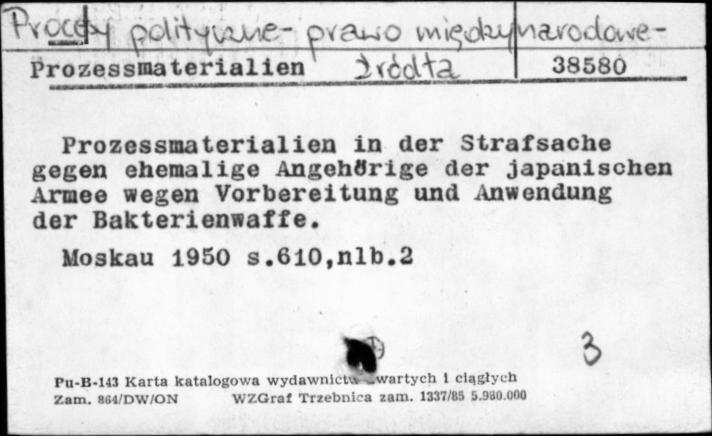 Procesy polityczne - prawo międzynarodowe -
Prozessmaterialien źródła 38580
Prozessmaterialien in der Strafsache
gegen ehemalige Angehörige der japanischen
Armee wegen Vorbereitung und Anwendung
der Bakterienwaffe.
Moskau 1950 s.610,nlb.2
3
Pu-B-143 Karta katalogowa wydawnictw zwartych i ciągłych
Zam. 864/DW/ON WZGraf Trzebnica zam. 1337/85 5.980.000